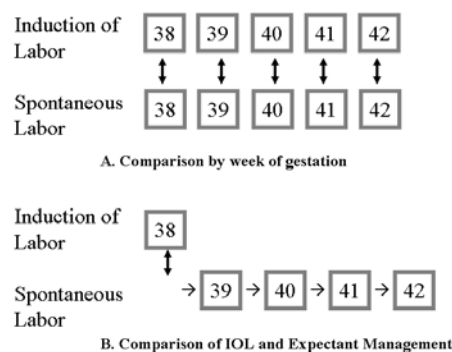 Induction of
Labor
38 39 40 41 42
Spontaneous
Labor
38 39 40 41 42
A. Comparison by week of gestation
Induction of
Labor
38
Spontaneous
Labor
39 40 41 42
B. Comparison of IOL and Expectant Management